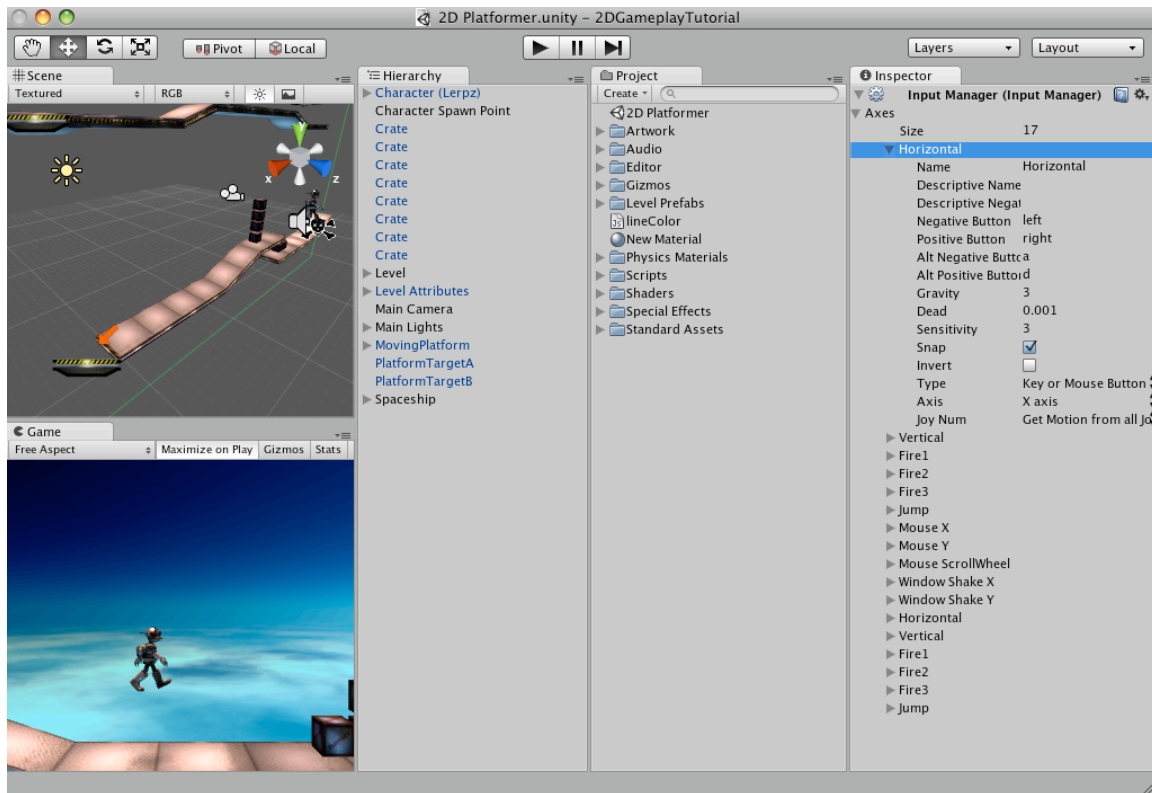 2D Platformer.unity – 2DGameplayTutorial
Pivot
Local
Layers
Layout
Scene
Textured
RGB
Y
X
Z
Game
Free Aspect
Maximize on Play
Gizmos
Stats
Hierarchy
Character (Lerpz)
Character Spawn Point
Crate
Crate
Crate
Crate
Crate
Crate
Crate
Crate
Level
Level Attributes
Main Camera
Main Lights
MovingPlatform
PlatformTargetA
PlatformTargetB
Spaceship
Project
Create
2D Platformer
Artwork
Audio
Editor
Gizmos
Level Prefabs
lineColor
New Material
Physics Materials
Scripts
Shaders
Special Effects
Standard Assets
Inspector
Input Manager (Input Manager)
Axes
Size 17
Horizontal
Name Horizontal
Descriptive Name
Descriptive Negat
Negative Button left
Positive Button right
Alt Negative Buttc a
Alt Positive Buttoı d
Gravity 3
Dead 0.001
Sensitivity 3
Snap
Invert
Type Key or Mouse Button
Axis X axis
Joy Num Get Motion from all Jo
Vertical
Fire1
Fire2
Fire3
Jump
Mouse X
Mouse Y
Mouse ScrollWheel
Window Shake X
Window Shake Y
Horizontal
Vertical
Fire1
Fire2
Fire3
Jump